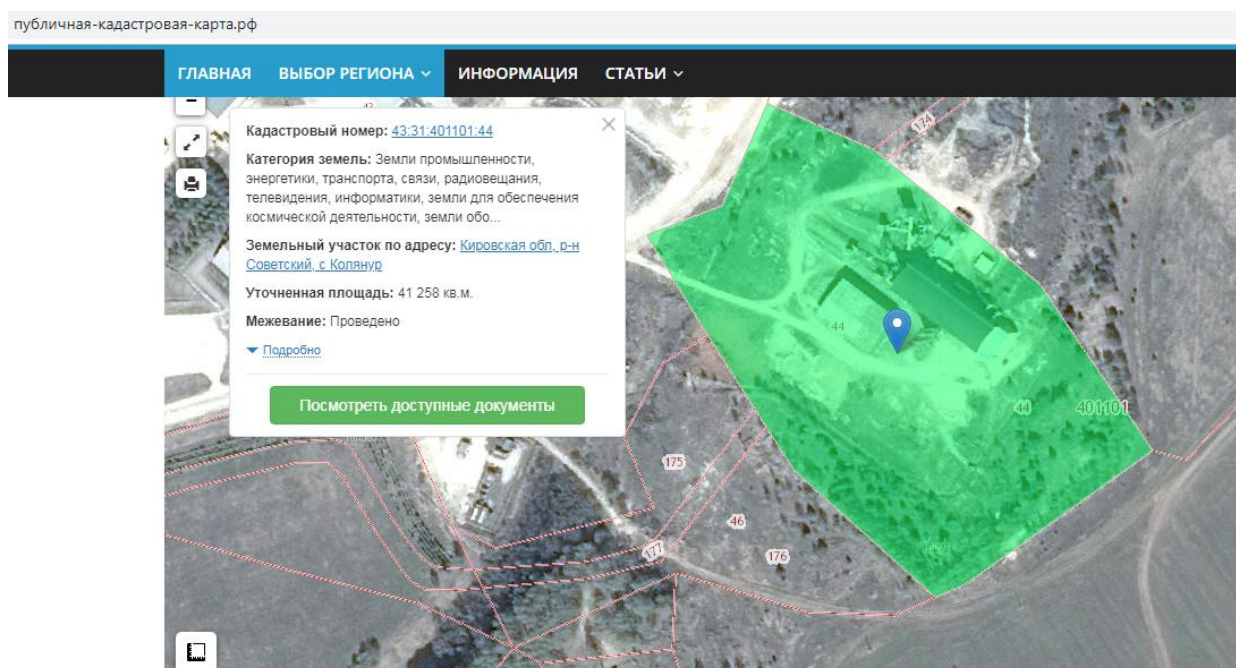 публичная-кадастровая-карта.рф
ГЛАВНАЯ ВЫБОР РЕГИОНА ИНФОРМАЦИЯ СТАТЬИ
Кадастровый номер: 43:31:401101:44
Категория земель: Земли промышленности,
энергетики, транспорта, связи, радиовещания,
телевидения, информатики, земли для обеспечения
космической деятельности, земли обо...
Земельный участок по адресу: Кировская обл, р-н
Советский, с Колянур
Уточненная площадь: 41 258 кв.м.
Межевание: Проведено
Подробно
Посмотреть доступные документы
174
44
44 401101
175
46
177
176